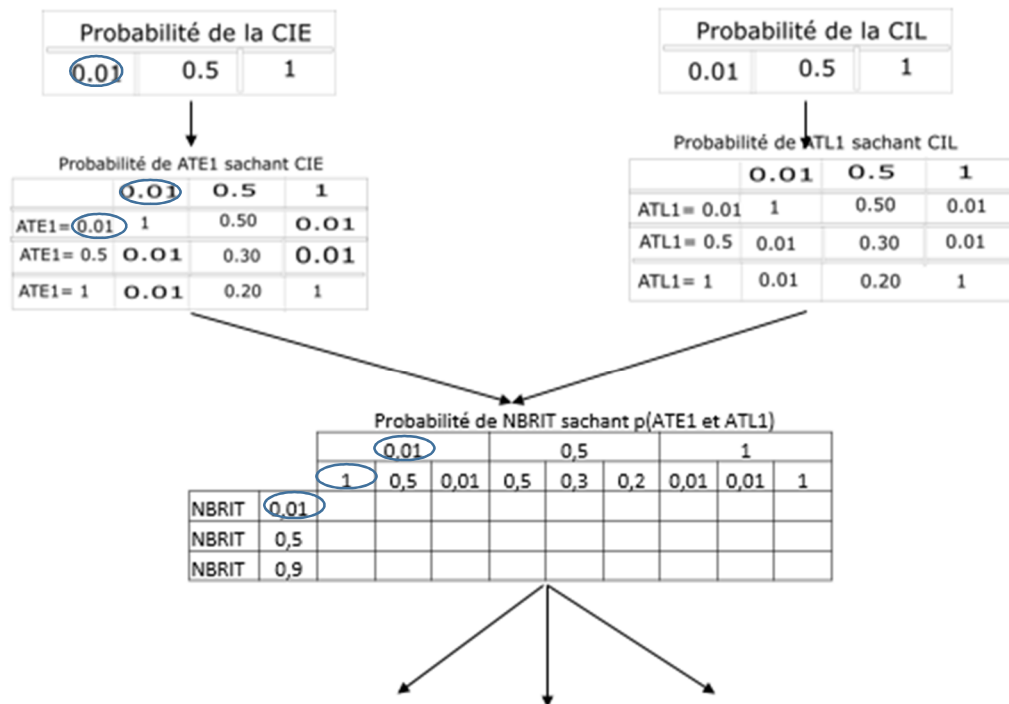 Probabilité de la CIE
0.01 0.5 1
Probabilité de la CIL
0.01 0.5 1
Probabilité de ATE1 sachant CIE
0.01 0.5 1
ATE1= 0.01 1 0.50 0.01
ATE1= 0.5 0.01 0.30 0.01
ATE1= 1 0.01 0.20 1
Probabilité de ATL1 sachant CIL
0.01 0.5 1
ATL1= 0.01 1 0.50 0.01
ATL1= 0.5 0.01 0.30 0.01
ATL1= 1 0.01 0.20 1
Probabilité de NBRIT sachant p(ATE1 et ATL1)
0,01 0,5 1
1 0,5 0,01 0,5 0,3 0,2 0,01 0,01 1
NBRIT 0,01
NBRIT 0,5
NBRIT 0,9